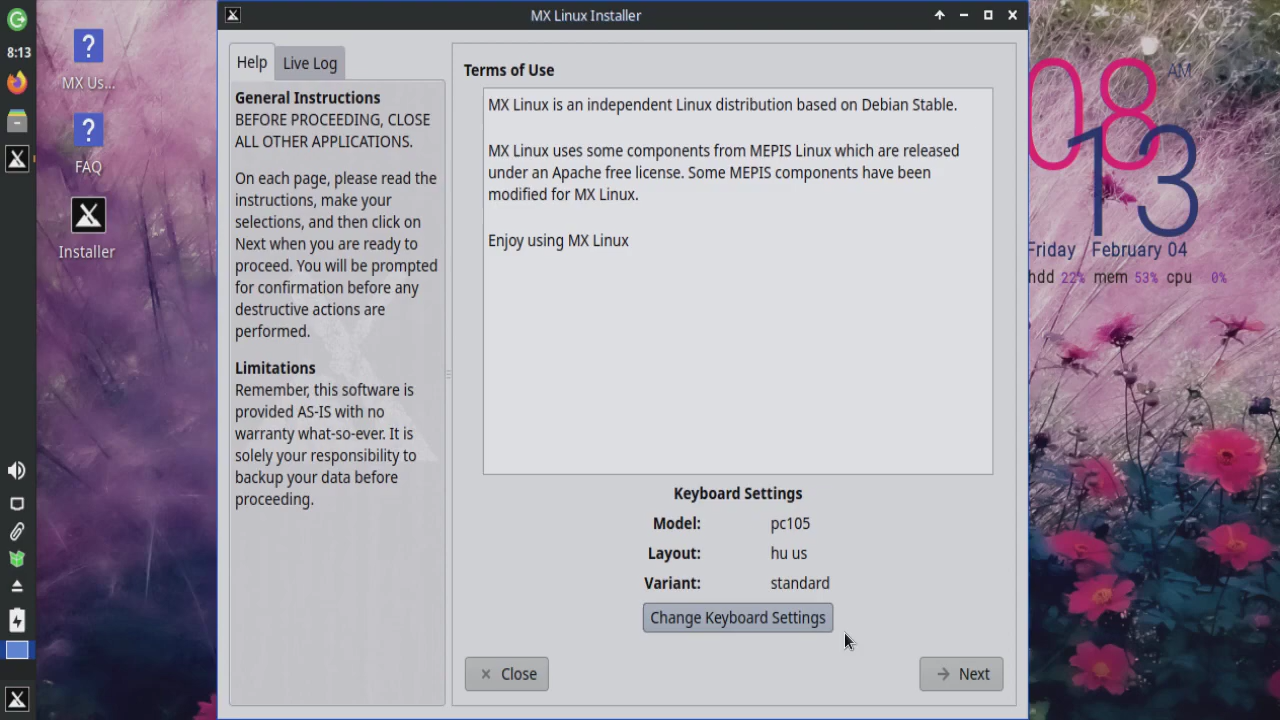 MX Linux Installer
8:13
MX Us...
FAQ
Installer
Help
Live Log
General Instructions
BEFORE PROCEEDING, CLOSE
ALL OTHER APPLICATIONS.
On each page, please read the
instructions, make your
selections, and then click on
Next when you are ready to
proceed. You will be prompted
for confirmation before any
destructive actions are
performed.
Limitations
Remember, this software is
provided AS-IS with no
warranty what-so-ever. It is
solely your responsibility to
backup your data before
proceeding.
Terms of Use
MX Linux is an independent Linux distribution based on Debian Stable.
MX Linux uses some components from MEPIS Linux which are released
under an Apache free license. Some MEPIS components have been
modified for MX Linux.
Enjoy using MX Linux
Keyboard Settings
Model: pc105
Layout: hu us
Variant: standard
Change Keyboard Settings
Close
Next
08 AM
13
Friday February 04
hdd 22% mem 53% cpu 0%